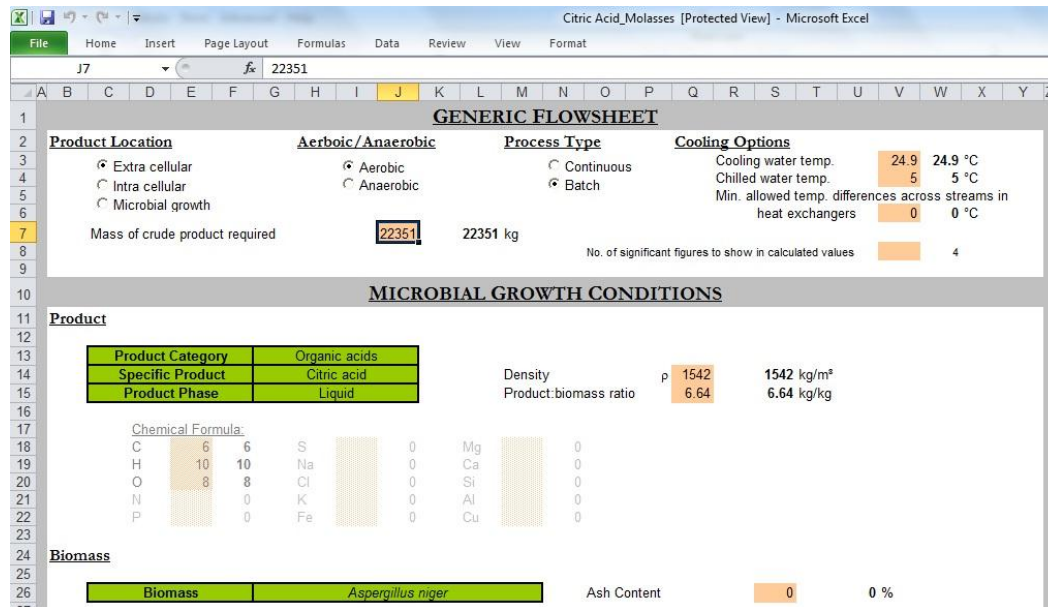 Citric Acid_Molasses [Protected View] - Microsoft Excel
File Home Insert Page Layout Formulas Data Review View Format
J7 fx 22351
A B C D E F G H I J K L M N O P Q R S T U V W X Y
1 GENERIC FLOWSHEET
2 Product Location Aerboic/Anaerobic Process Type Cooling Options
3 Extra cellular Aerobic Continuous Cooling water temp. 24.9 24.9 °C
4 Intra cellular Anaerobic Batch Chilled water temp. 5 5 °C
5 Microbial growth Min. allowed temp. differences across streams in
6 heat exchangers 0 0 °C
7 Mass of crude product required 22351 22351 kg
8 No. of significant figures to show in calculated values 4
9
10 MICROBIAL GROWTH CONDITIONS
11 Product
12
13 Product Category Organic acids
14 Specific Product Citric acid Density ρ 1542 1542 kg/m³
15 Product Phase Liquid Product:biomass ratio 6.64 6.64 kg/kg
16
17 Chemical Formula:
18 C 6 6 S 0 Mg 0
19 H 10 10 Na 0 Ca 0
20 O 8 8 Cl 0 Si 0
21 N 0 K 0 Al 0
22 P 0 Fe 0 Cu 0
23
24 Biomass
25
26 Biomass Aspergillus niger Ash Content 0 0 %